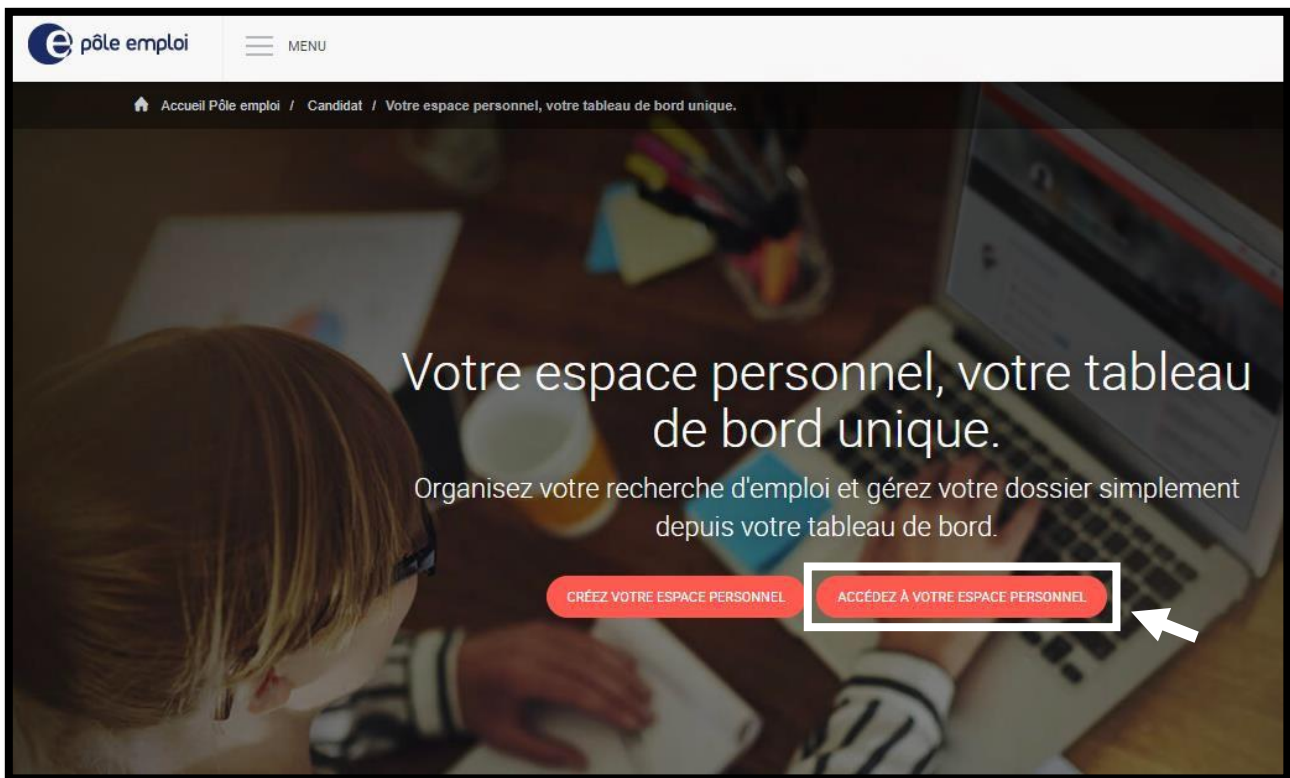 pôle emploi
MENU
Accueil Pôle emploi / Candidat / Votre espace personnel, votre tableau de bord unique.
Votre espace personnel, votre tableau
de bord unique.
Organisez votre recherche d'emploi et gérez votre dossier simplement
depuis votre tableau de bord.
CRÉEZ VOTRE ESPACE PERSONNEL
ACCÉDEZ À VOTRE ESPACE PERSONNEL